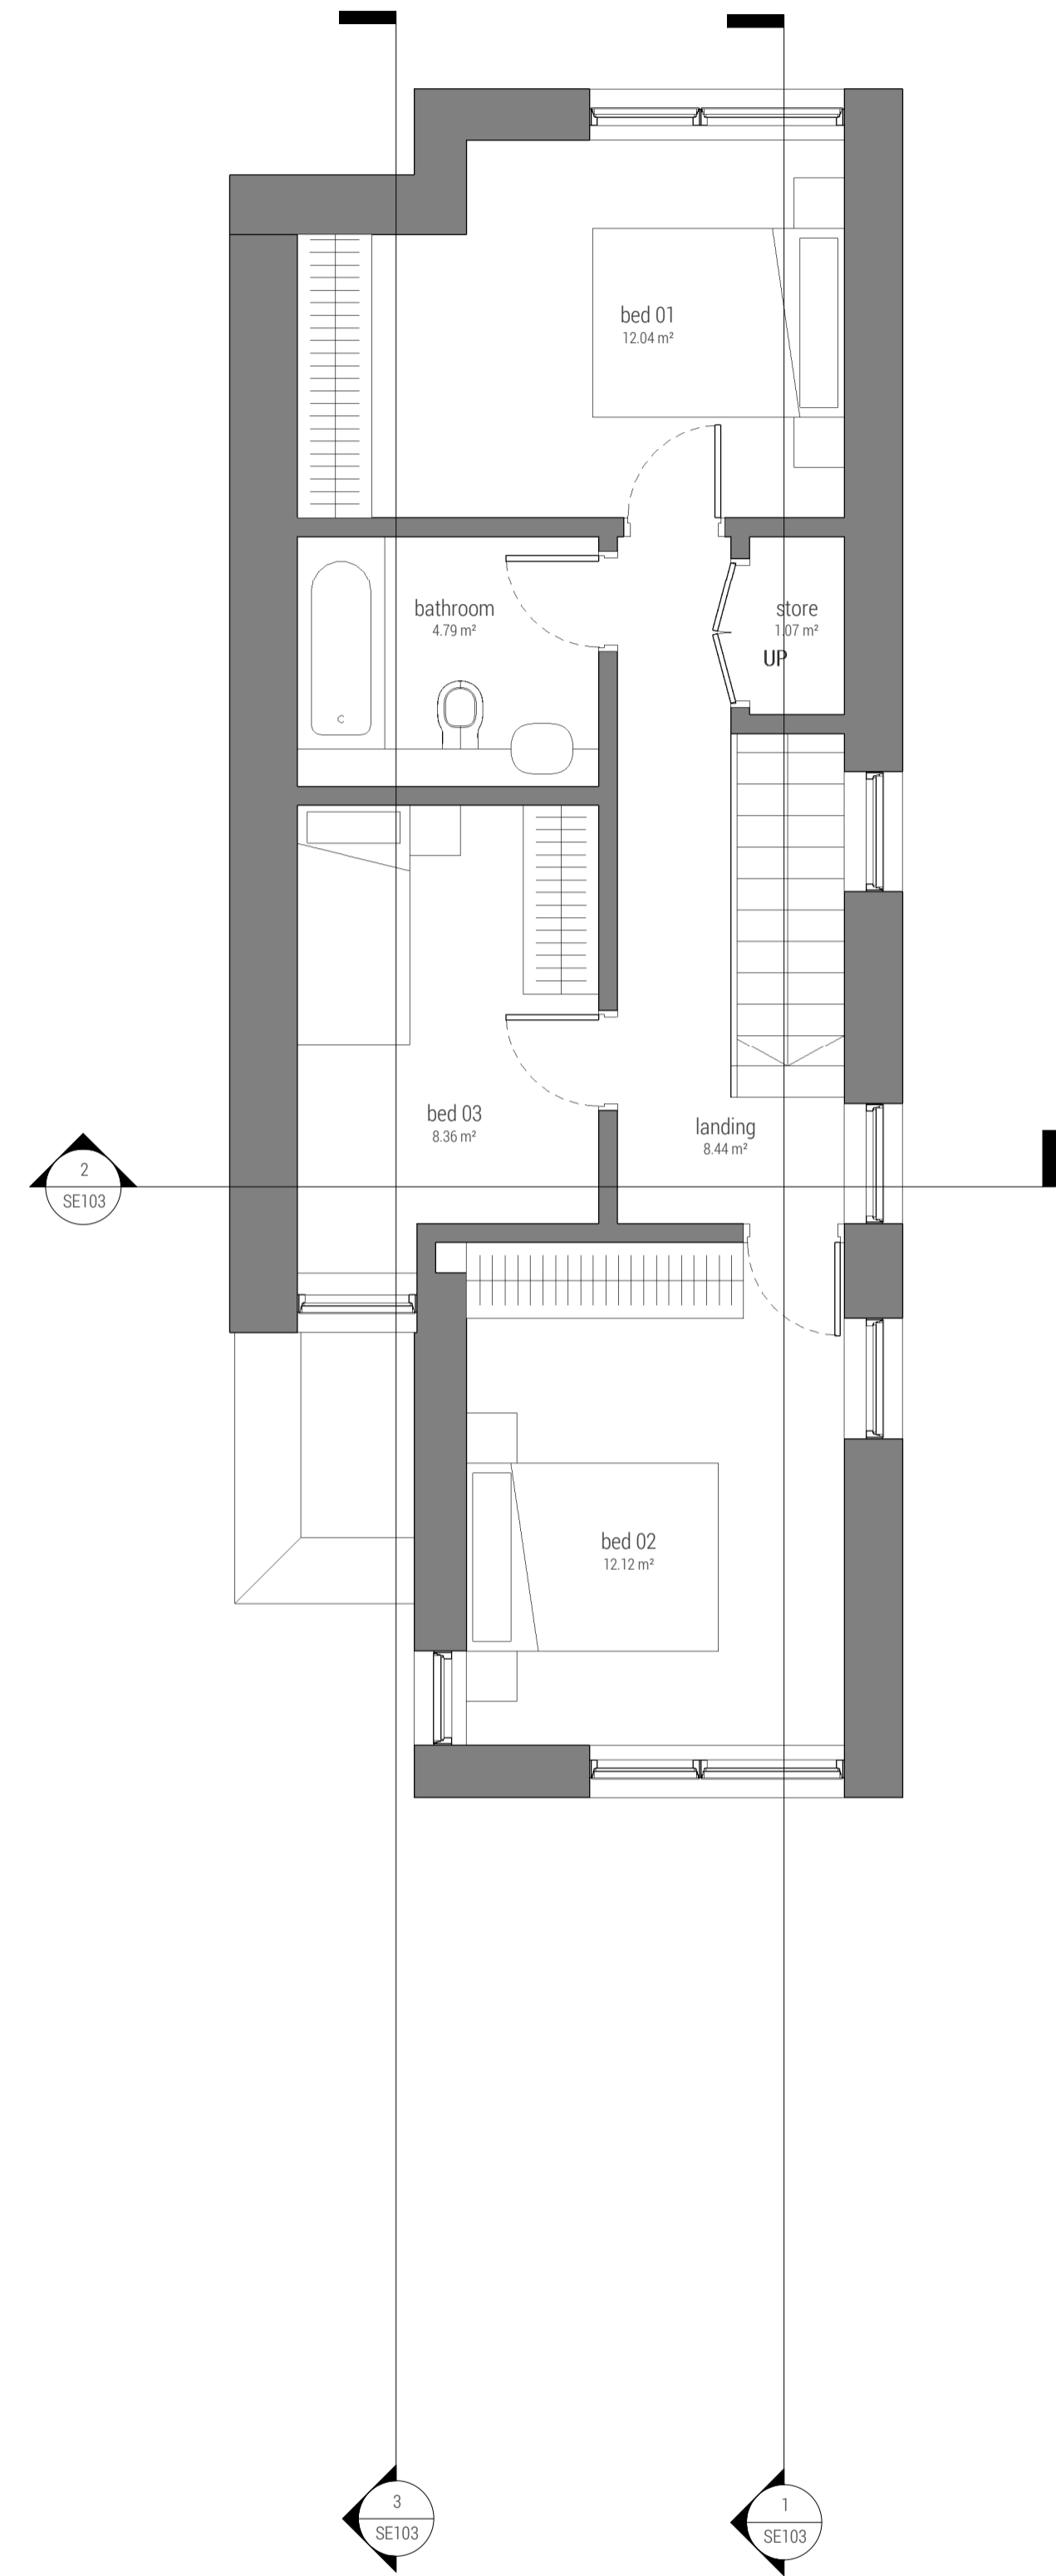 bed 01
12.04 m²
bathroom
4.79 m²
store
1.07 m²
UP
bed 03
8.36 m²
landing
8.44 m²
2
SE103
bed 02
12.12 m²
3
SE103
1
SE103